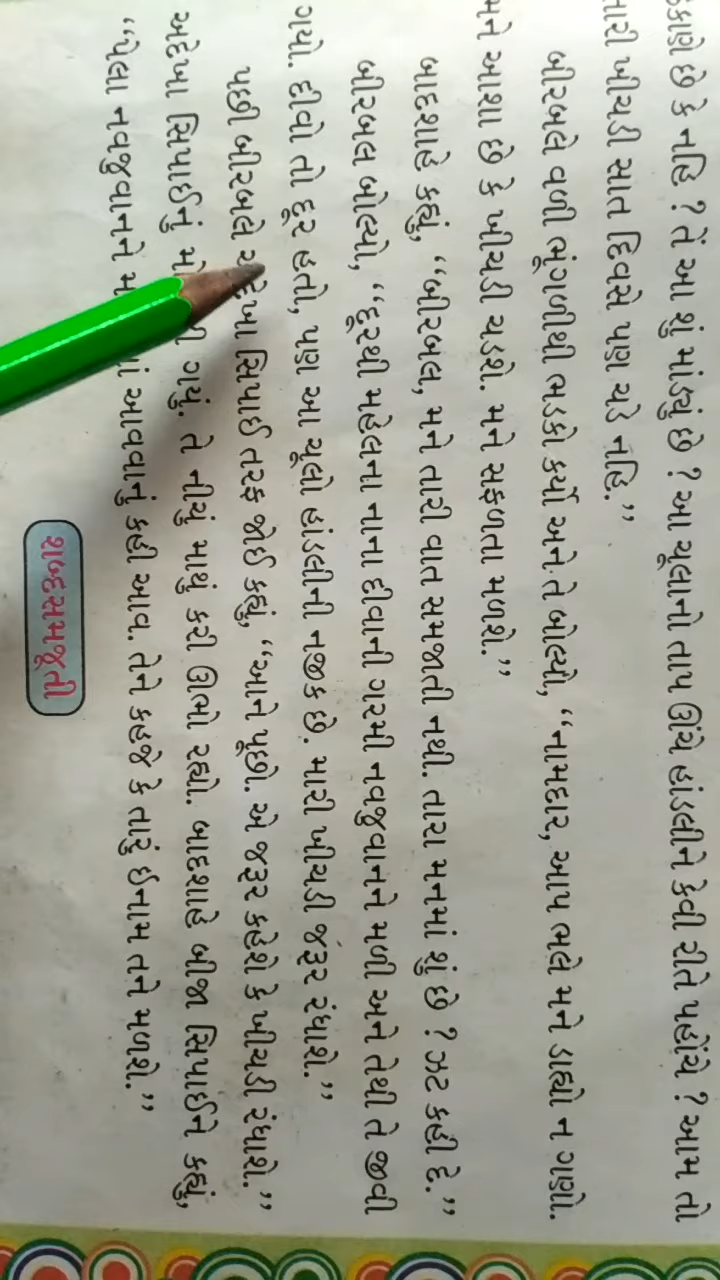 ઠેકાણે છે કે નહિ ? તેં આ શું માંડ્યું છે ? આ ચૂલાનો તાપ ઊંચે હાંડલીને કેવી રીતે પહોંચે ? આમ તો
મારી ખીચડી સાત દિવસે પણ ચડે નહિ.”
બીરબલે વળી ભૂંગળીથી ભડકો કર્યો અને તે બોલ્યો, “નામદાર, આપ ભલે મને ડાહ્યો ન ગણો.
મને આશા છે કે ખીચડી ચડશે. મને સફળતા મળશે.”
બાદશાહે કહ્યું, “બીરબલ, મને તારી વાત સમજાતી નથી. તારા મનમાં શું છે ? ઝટ કહી દે.”
બીરબલ બોલ્યો, “દૂરથી મહેલના નાના દીવાની ગરમી નવજુવાનને મળી અને તેથી તે જીવી
ગયો. દીવો તો દૂર હતો, પણ આ ચૂલો હાંડલીની નજીક છે. મારી ખીચડી જરૂર રંધાશે.”
પછી બીરબલે સિપાઈ તરફ જોઈ કહ્યું, “આને પૂછો. એ જરૂર કહેશે કે ખીચડી રંધાશે.”
અદેખા સિપાઈનું ગયું. તે નીચું માથું કરી ઊભો રહ્યો. બાદશાહે બીજા સિપાઈને કહ્યું,
“પેલા નવજુવાનને આવવાનું કહી આવ. તેને કહજે કે તારું ઈનામ તને મળશે.”
શબ્દસમજૂતી